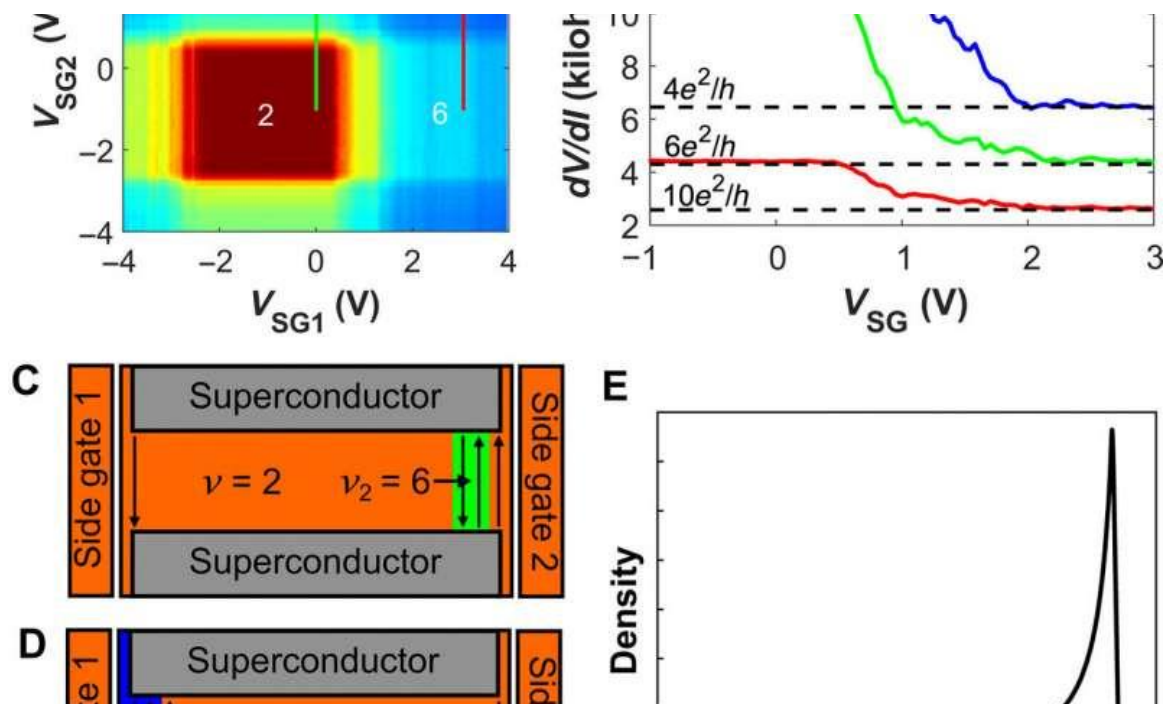 V_SG2 (V
0
−2
−4
2
6
−4
−2
0
2
4
V_SG1 (V)
dV/dI (kiloh
10
8
6
4
2
4e²/h
6e²/h
10e²/h
−1
0
1
2
3
V_SG (V)
C
Side gate 1
Superconductor
ν = 2
ν₂ = 6
Superconductor
Side gate 2
D
te 1
Superconductor
Sid
E
Density